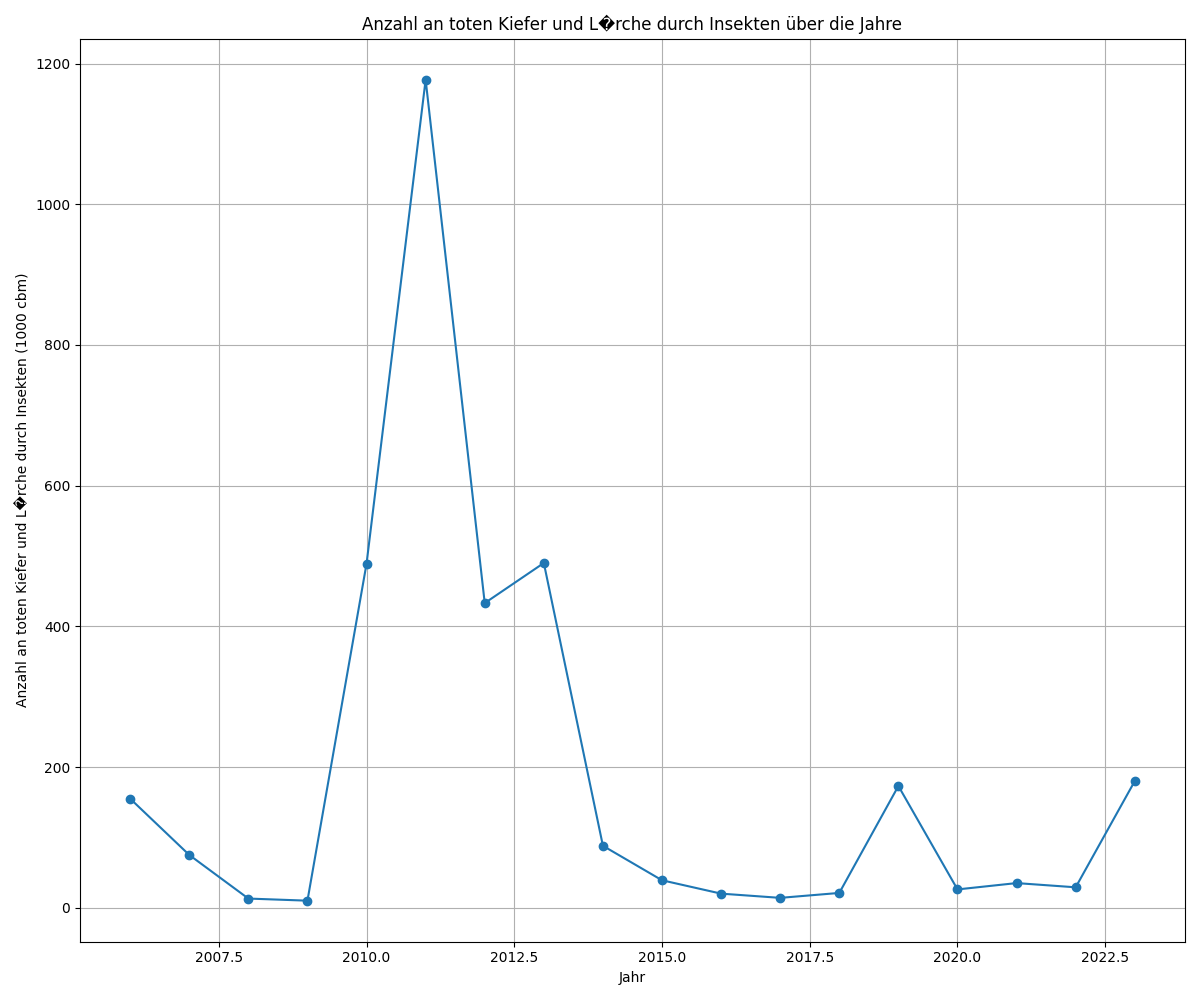 Anzahl an toten Kiefer und L�rche durch Insekten über die Jahre
Anzahl an toten Kiefer und L�rche durch Insekten (1000 cbm)
1200
1000
800
600
400
200
0
2007.5 2010.0 2012.5 2015.0 2017.5 2020.0 2022.5
Jahr